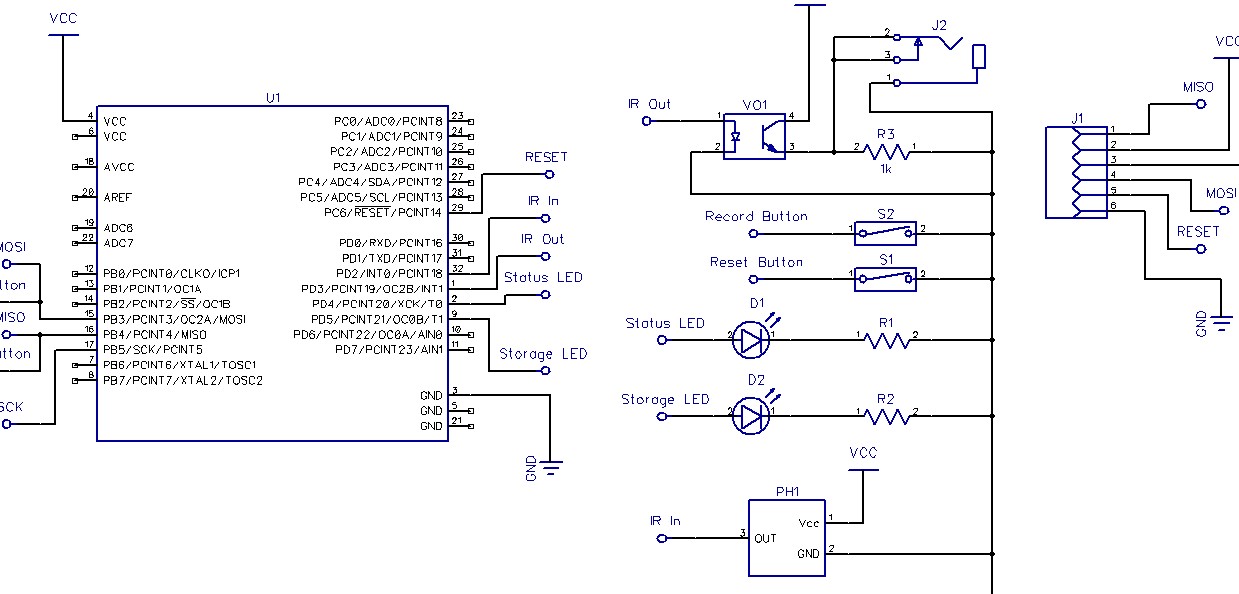 VCC
U1
4 VCC
6 VCC
18 AVCC
20 AREF
19 ADC6
22 ADC7
12 PB0/PCINT0/CLKO/ICP1
13 PB1/PCINT1/OC1A
14 PB2/PCINT2/SS/OC1B
15 PB3/PCINT3/OC2A/MOSI
16 PB4/PCINT4/MISO
17 PB5/SCK/PCINT5
7 PB6/PCINT6/XTAL1/TOSC1
8 PB7/PCINT7/XTAL2/TOSC2
PC0/ADC0/PCINT8 23
PC1/ADC1/PCINT9 24
PC2/ADC2/PCINT10 25
PC3/ADC3/PCINT11 26
PC4/ADC4/SDA/PCINT12 27
PC5/ADC5/SCL/PCINT13 28
PC6/RESET/PCINT14 29
PD0/RXD/PCINT16 30
PD1/TXD/PCINT17 31
PD2/INT0/PCINT18 32
PD3/PCINT19/OC2B/INT1 1
PD4/PCINT20/XCK/T0 2
PD5/PCINT21/OC0B/T1 9
PD6/PCINT22/OC0A/AIN0 10
PD7/PCINT23/AIN1 11
GND 3
GND 5
GND 21
MOSI
tton
MISO
utton
SCK
RESET
IR In
IR Out
Status LED
Storage LED
GND
J2
2
3
1
IR Out
VO1
1
2
4
3
R3
2 1
1k
Record Button
S2
1 2
Reset Button
S1
1 2
Status LED
D1
2 1
R1
1 2
Storage LED
D2
2 1
R2
1 2
VCC
PH1
IR In
3 OUT
Vcc 1
GND 2
VCC
MISO
J1
1
2
3
4
5
6
MOSI
RESET
GND